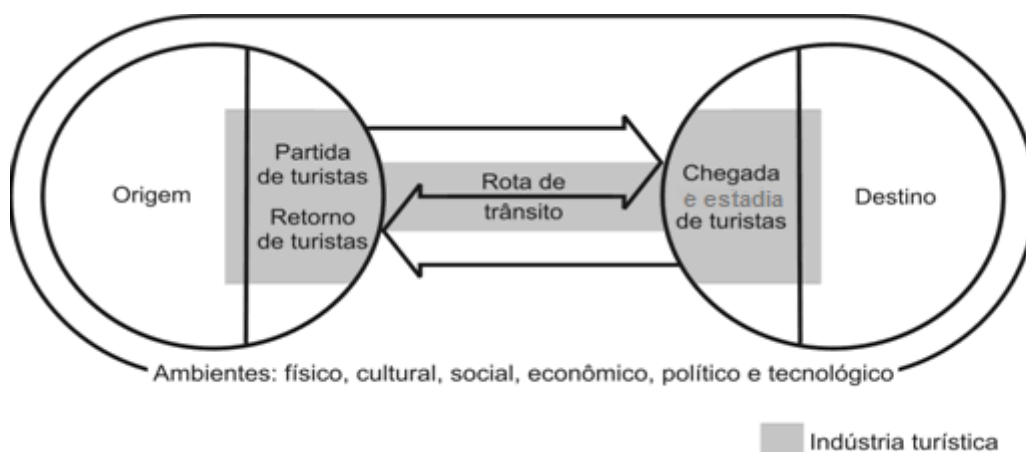 Origem
Partida
de turistas
Retorno
de turistas
Rota de
trânsito
Chegada
e estadia
de turistas
Destino
Ambientes: físico, cultural, social, econômico, político e tecnológico
Indústria turística